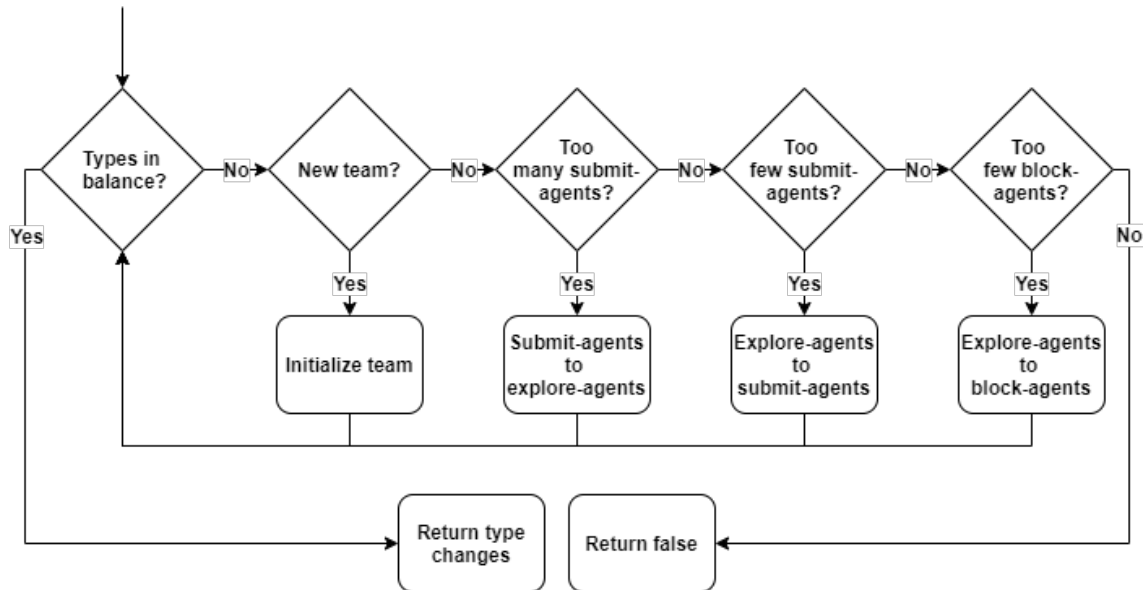 Types in
balance?
No
New team?
No
Too
many submit-
agents?
No
Too
few submit-
agents?
No
Too
few block-
agents?
Yes
No
Yes
Yes
Yes
Yes
Initialize team
Submit-agents
to
explore-agents
Explore-agents
to
submit-agents
Explore-agents
to
block-agents
Return type
changes
Return false